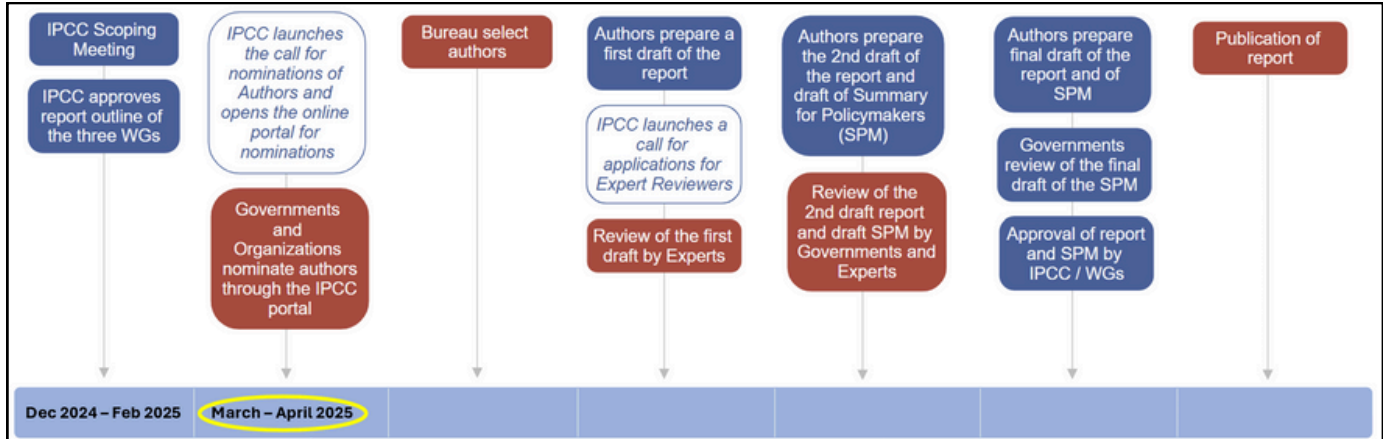 IPCC Scoping
Meeting
IPCC approves
report outline of
the three WGs
IPCC launches
the call for
nominations of
Authors and
opens the online
portal for
nominations
Governments
and
Organizations
nominate authors
through the IPCC
portal
Bureau select
authors
Authors prepare a
first draft of the
report
IPCC launches a
call for
applications for
Expert Reviewers
Review of the first
draft by Experts
Authors prepare
the 2nd draft of
the report and
draft of Summary
for Policymakers
(SPM)
Review of the
2nd draft report
and draft SPM by
Governments and
Experts
Authors prepare
final draft of the
report and of
SPM
Governments
review of the final
draft of the SPM
Approval of report
and SPM by
IPCC / WGs
Publication of
report
Dec 2024 – Feb 2025
March – April 2025